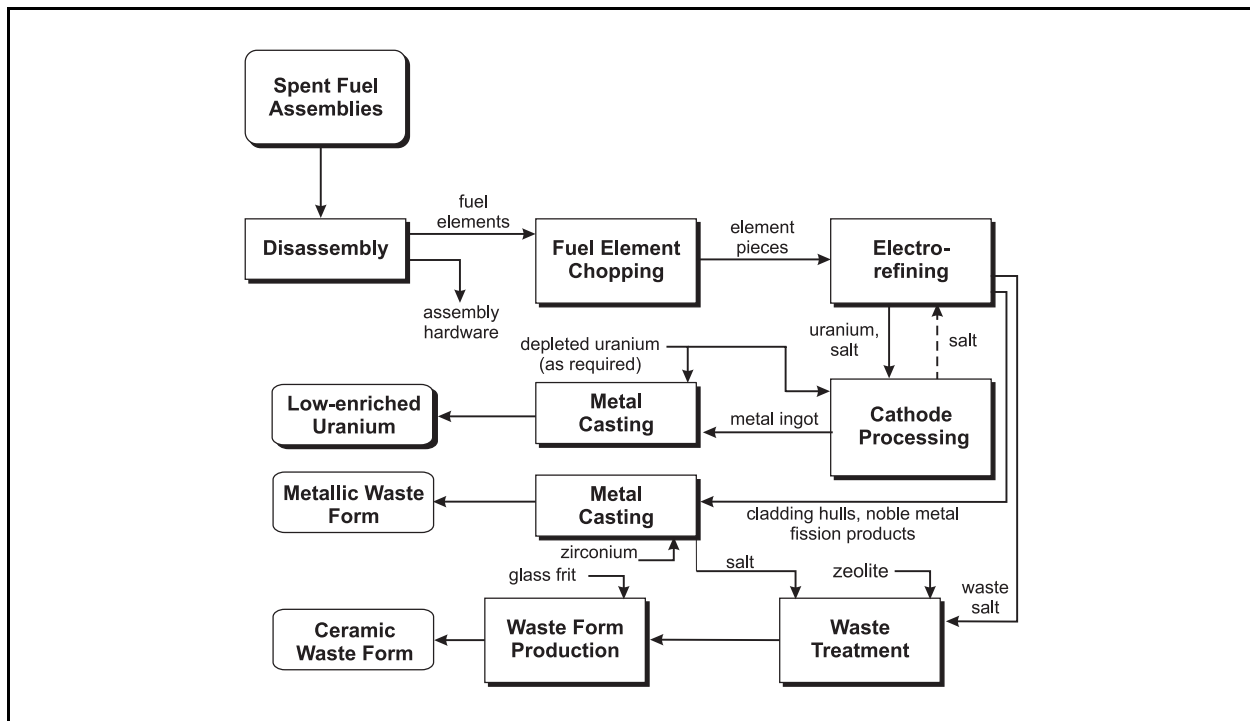 Spent Fuel
Assemblies
fuel
elements
Disassembly
assembly
hardware
Fuel Element
Chopping
element
pieces
Electro-
refining
uranium,
salt
salt
depleted uranium
(as required)
Low-enriched
Uranium
Metal
Casting
metal ingot
Cathode
Processing
Metallic Waste
Form
Metal
Casting
cladding hulls, noble metal
fission products
zirconium
salt
zeolite
waste
salt
glass frit
Ceramic
Waste Form
Waste Form
Production
Waste
Treatment